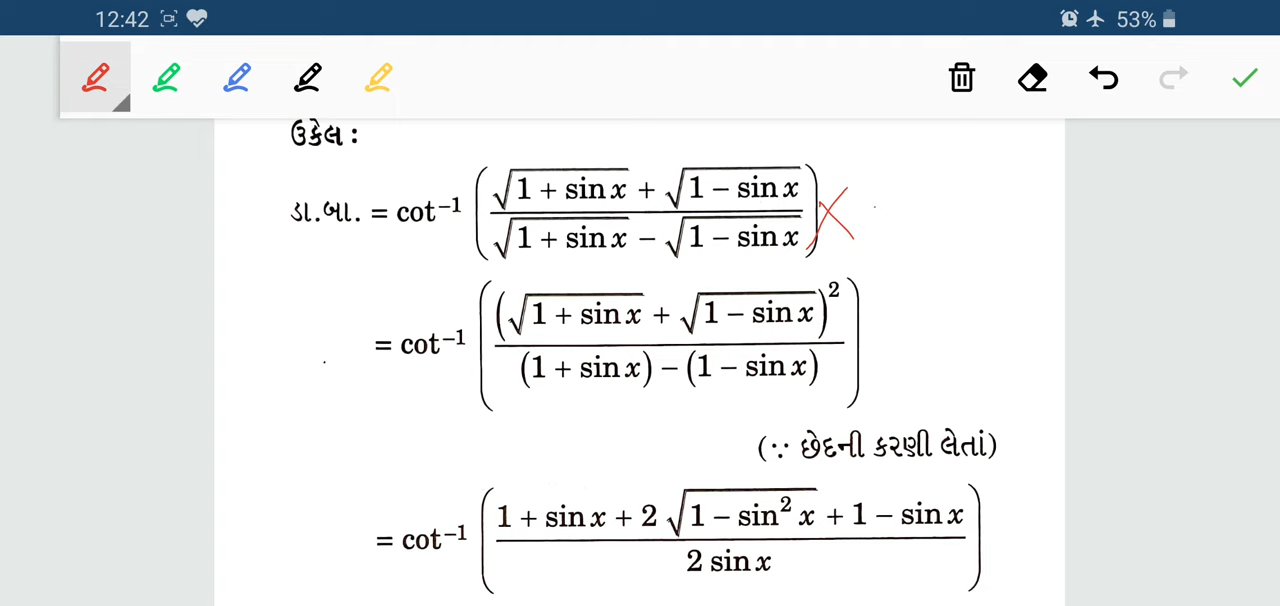 12:42 53%
ઉકેલ :
ડા.બા. = cot⁻¹ ( (√(1 + sin x) + √(1 − sin x)) / (√(1 + sin x) − √(1 − sin x)) )
= cot⁻¹ ( (√(1 + sin x) + √(1 − sin x))² / ((1 + sin x) − (1 − sin x)) )
(∵ છેદની કરણી લેતાં)
= cot⁻¹ ( (1 + sin x + 2 √(1 − sin² x) + 1 − sin x) / (2 sin x) )